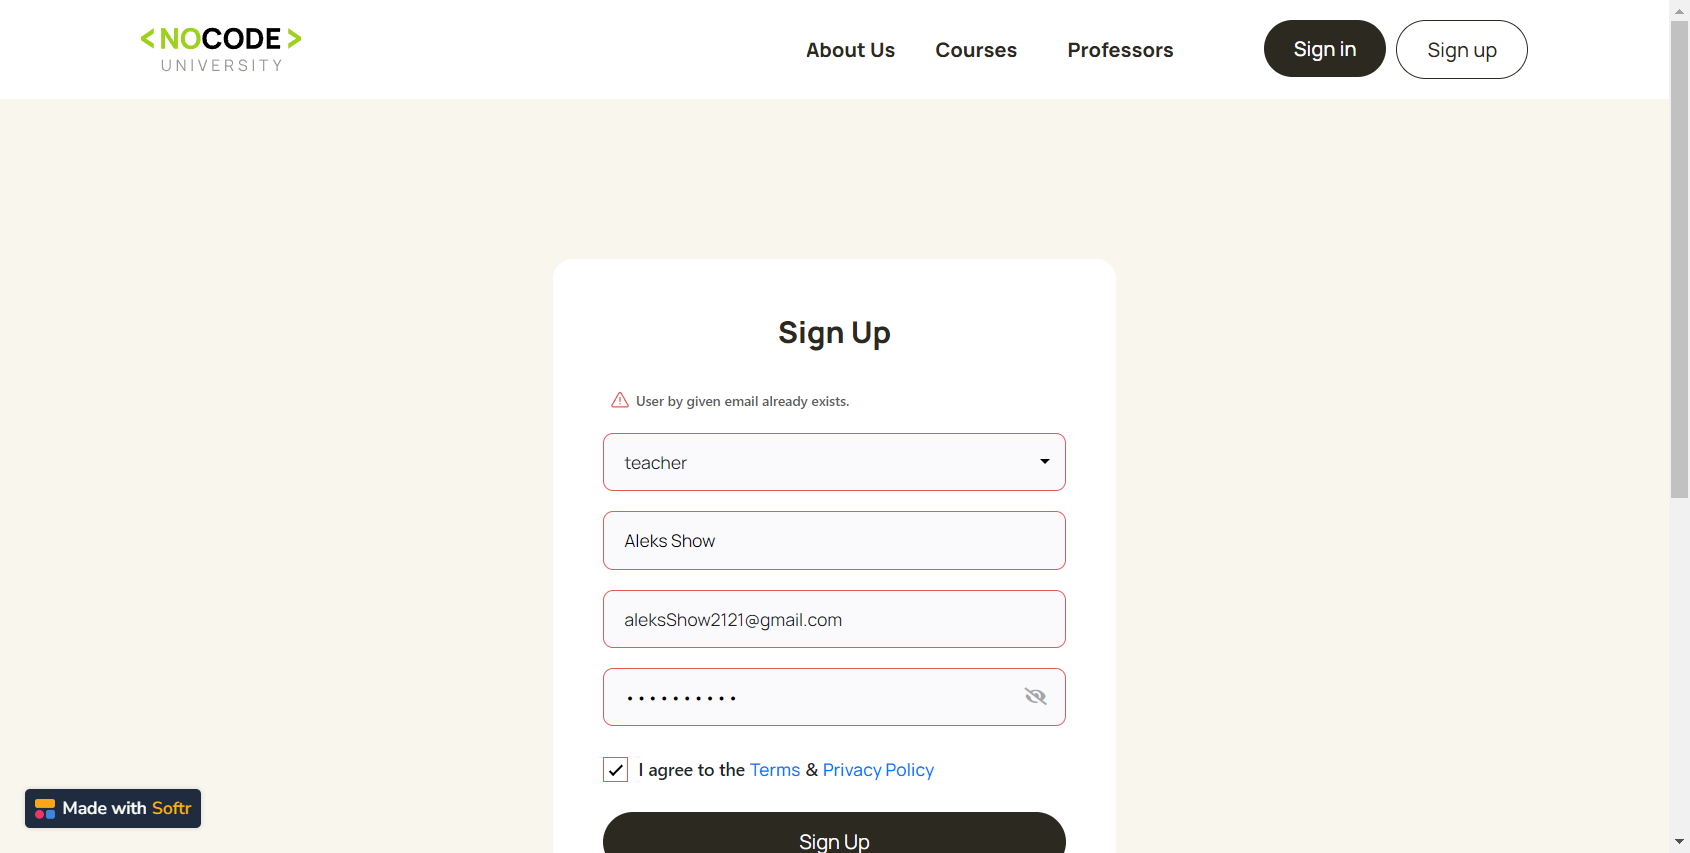 <NOCODE>
UNIVERSITY
About Us
Courses
Professors
Sign in
Sign up
Sign Up
User by given email already exists.
teacher
Aleks Show
aleksShow2121@gmail.com
••••••••••
I agree to the Terms & Privacy Policy
Made with Softr
Sign Up